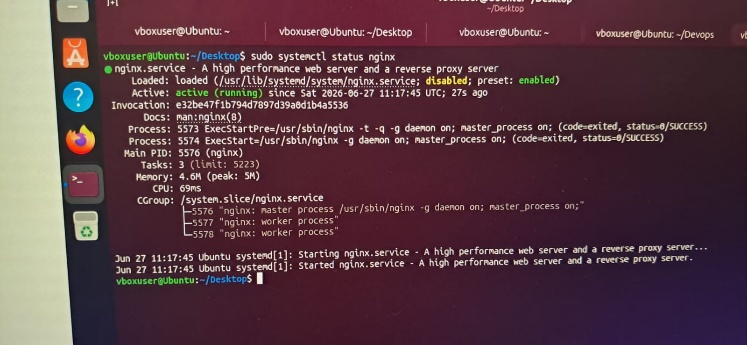 ~/Desktop
vboxuser@Ubuntu: ~ vboxuser@Ubuntu: ~/Desktop vboxuser@Ubuntu: ~ vboxuser@Ubuntu: ~/Devops
vboxuser@Ubuntu:~/Desktop$ sudo systemctl status nginx
● nginx.service - A high performance web server and a reverse proxy server
Loaded: loaded (/usr/lib/systemd/system/nginx.service; disabled; preset: enabled)
Active: active (running) since Sat 2026-06-27 11:17:45 UTC; 27s ago
Invocation: e32be47f1b794d7897d39a0d1b4a5536
Docs: man:nginx(8)
Process: 5573 ExecStartPre=/usr/sbin/nginx -t -q -g daemon on; master_process on; (code=exited, status=0/SUCCESS)
Process: 5574 ExecStart=/usr/sbin/nginx -g daemon on; master_process on; (code=exited, status=0/SUCCESS)
Main PID: 5576 (nginx)
Tasks: 3 (limit: 5223)
Memory: 4.6M (peak: 5M)
CPU: 69ms
CGroup: /system.slice/nginx.service
├─5576 "nginx: master process /usr/sbin/nginx -g daemon on; master_process on;"
├─5577 "nginx: worker process"
└─5578 "nginx: worker process"
Jun 27 11:17:45 Ubuntu systemd[1]: Starting nginx.service - A high performance web server and a reverse proxy server...
Jun 27 11:17:45 Ubuntu systemd[1]: Started nginx.service - A high performance web server and a reverse proxy server.
vboxuser@Ubuntu:~/Desktop$